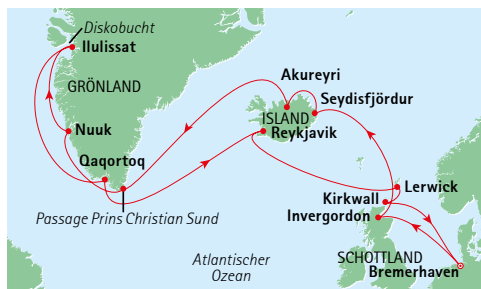 Diskobucht
Ilulissat
GRÖNLAND
Akureyri
Seydisfjördur
ISLAND
Nuuk
Reykjavik
Qaqortoq
Lerwick
Kirkwall
Passage Prins Christian Sund
Invergordon
SCHOTTLAND
Atlantischer
Ozean
Bremerhaven